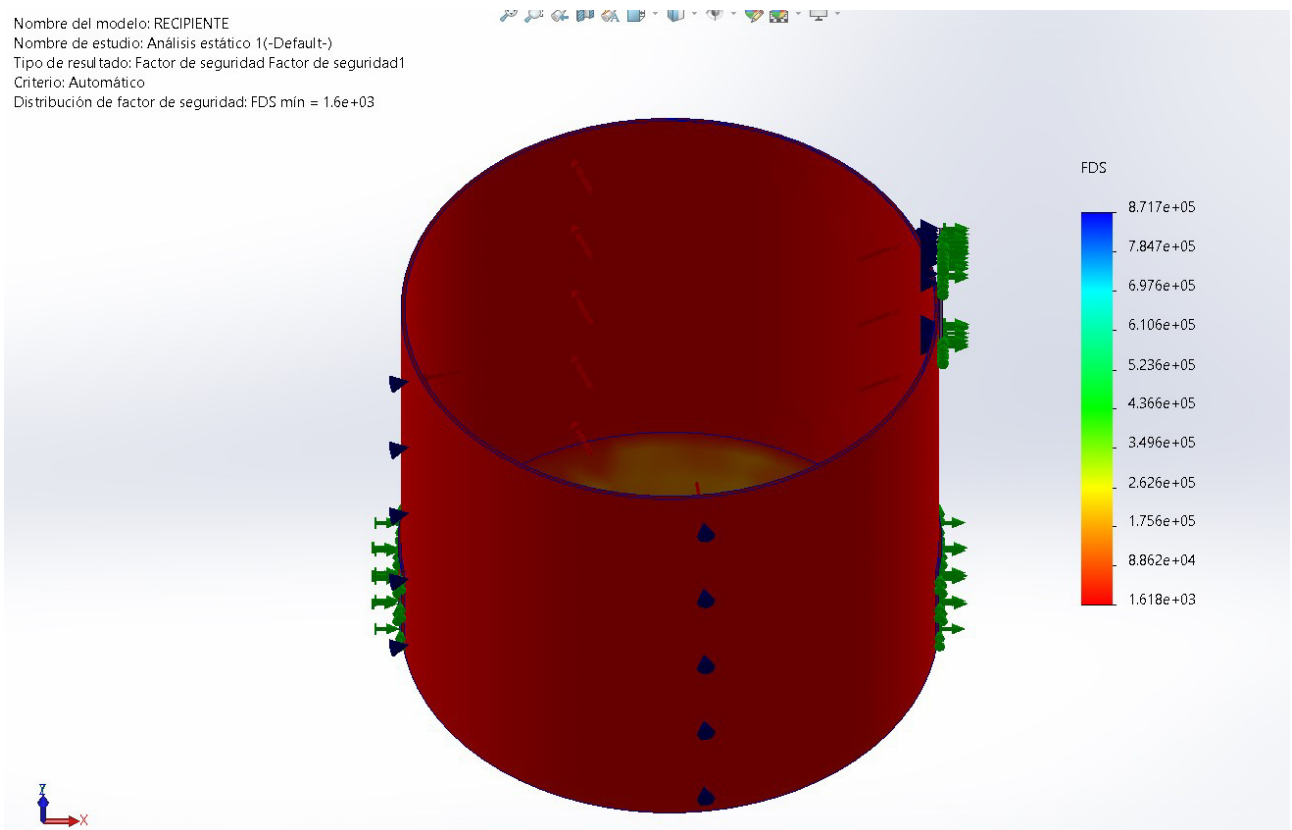 Nombre del modelo: RECIPIENTE
Nombre de estudio: Análisis estático 1(-Default-)
Tipo de resultado: Factor de seguridad Factor de seguridad1
Criterio: Automático
Distribución de factor de seguridad: FDS mín = 1.6e+03
FDS
8.717e+05
7.847e+05
6.976e+05
6.106e+05
5.236e+05
4.366e+05
3.496e+05
2.626e+05
1.756e+05
8.862e+04
1.618e+03
Z
X